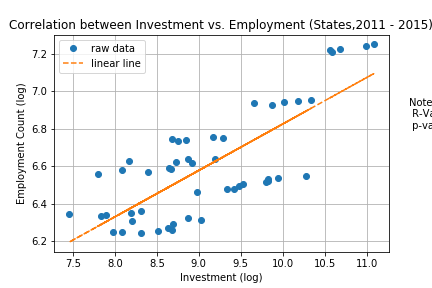 Correlation between Investment vs. Employment (States,2011 - 2015)
raw data
linear line
Employment Count (log)
7.2
7.0
6.8
6.6
6.4
6.2
7.5 8.0 8.5 9.0 9.5 10.0 10.5 11.0
Investment (log)
Note
R-Va
p-va